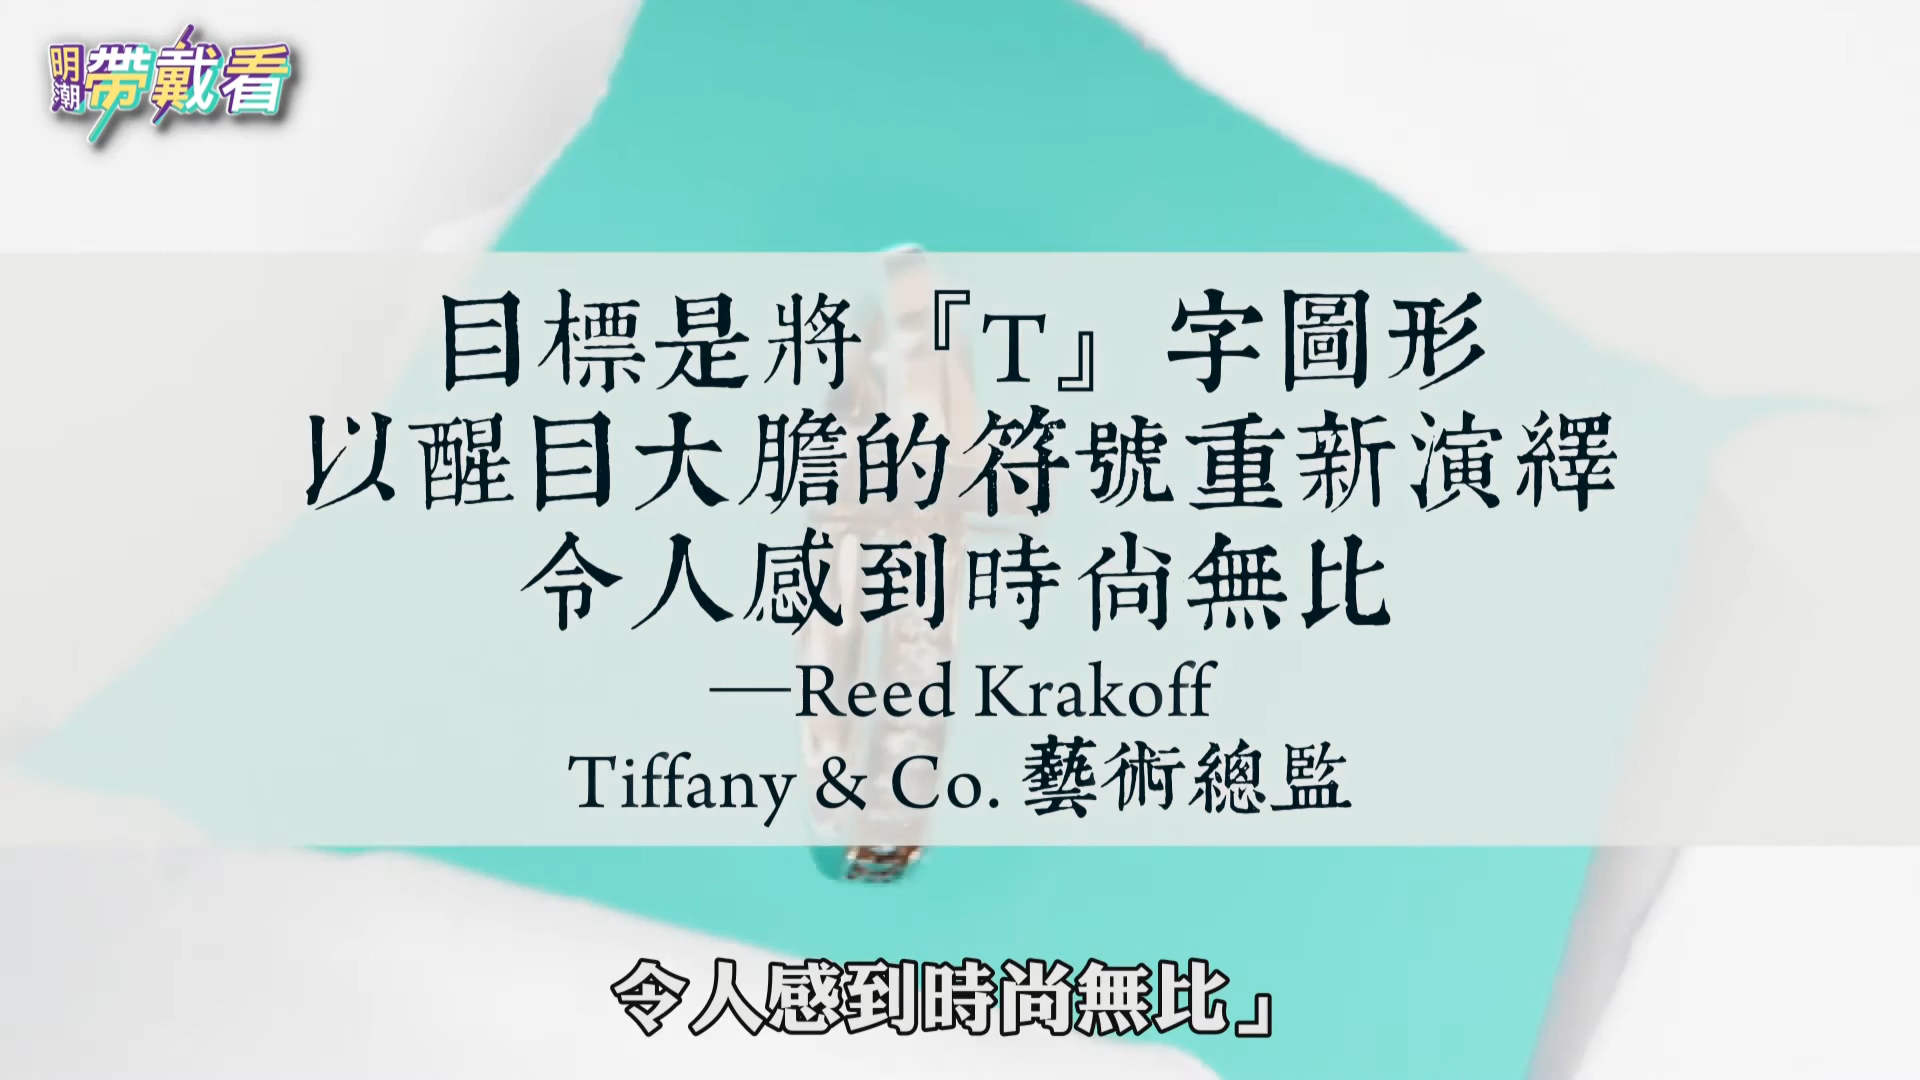 明潮
帶戴看
目標是將『T』字圖形
以醒目大膽的符號重新演繹
令人感到時尚無比
—Reed Krakoff
Tiffany & Co. 藝術總監
令人感到時尚無比」